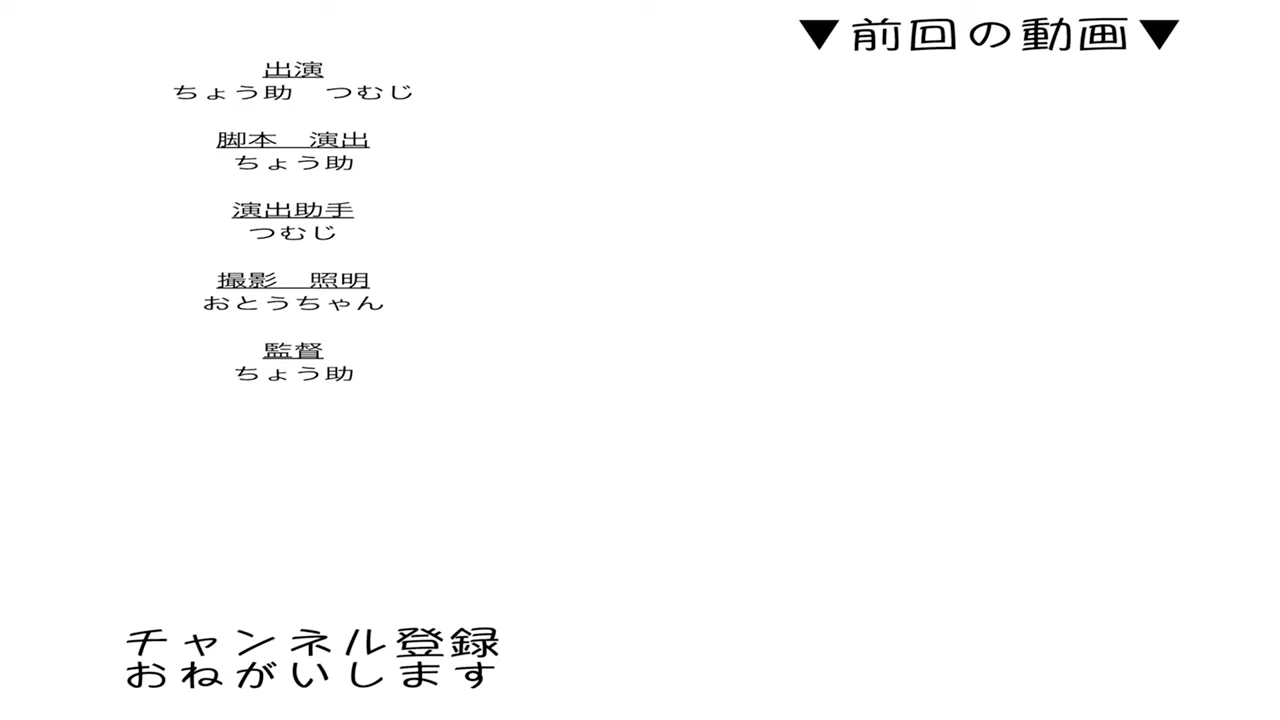 ▼前回の動画▼
出演
ちょう助　つむじ
脚本　演出
ちょう助
演出助手
つむじ
撮影　照明
おとうちゃん
監督
ちょう助
チャンネル登録
おねがいします